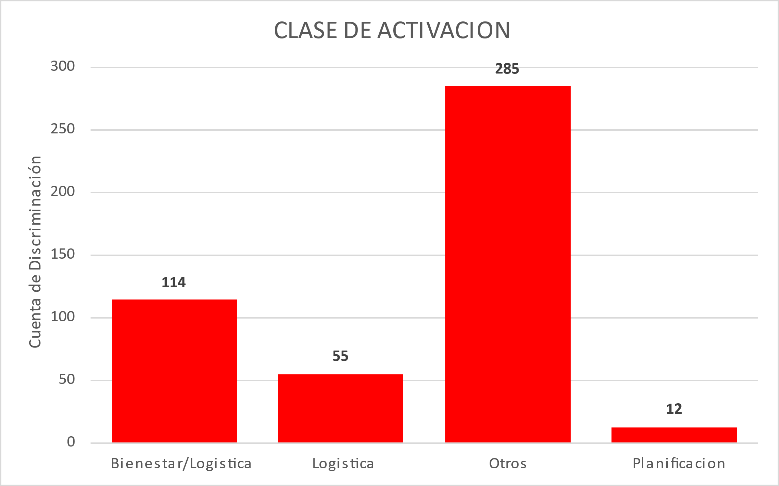 CLASE DE ACTIVACION
Cuenta de Discriminación
300
250
200
150
100
50
0
114
55
285
12
Bienestar/Logistica
Logistica
Otros
Planificacion